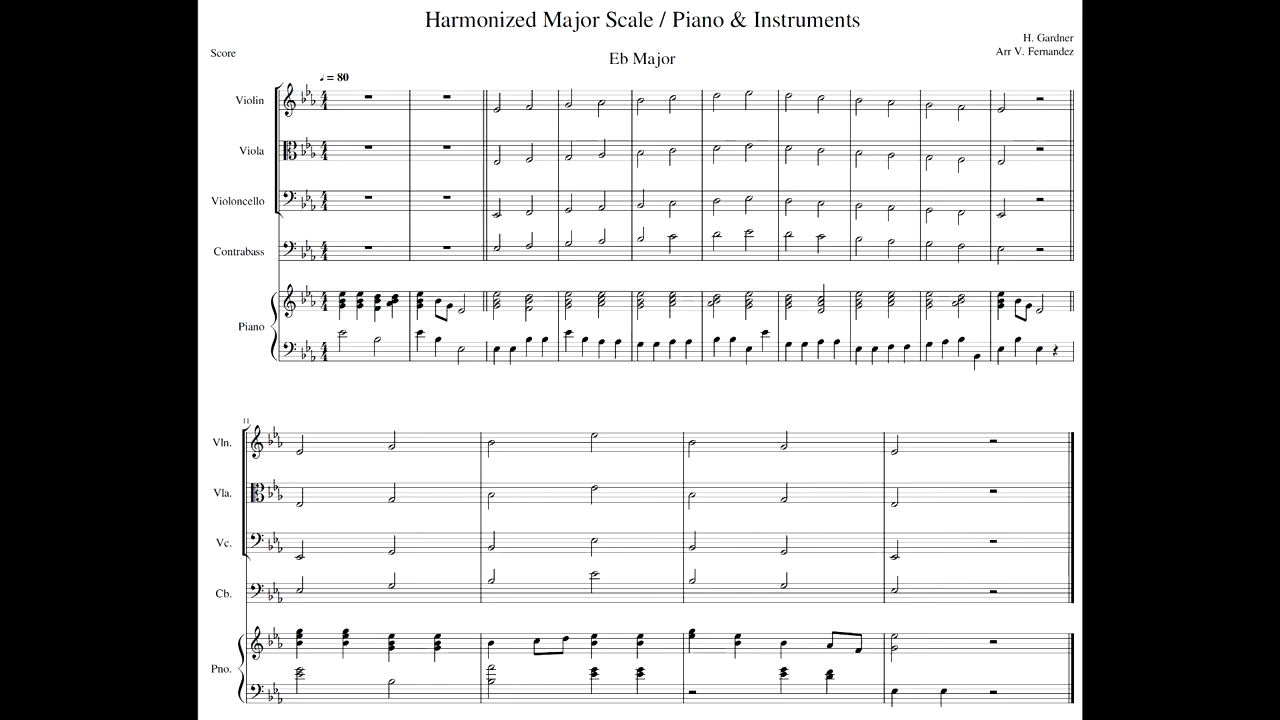 Harmonized Major Scale / Piano & Instruments
H. Gardner
Score
Arr V. Fernandez
Eb Major
♩ = 80
Violin
Viola
Violoncello
Contrabass
Piano
11
Vln.
Vla.
Vc.
Cb.
Pno.